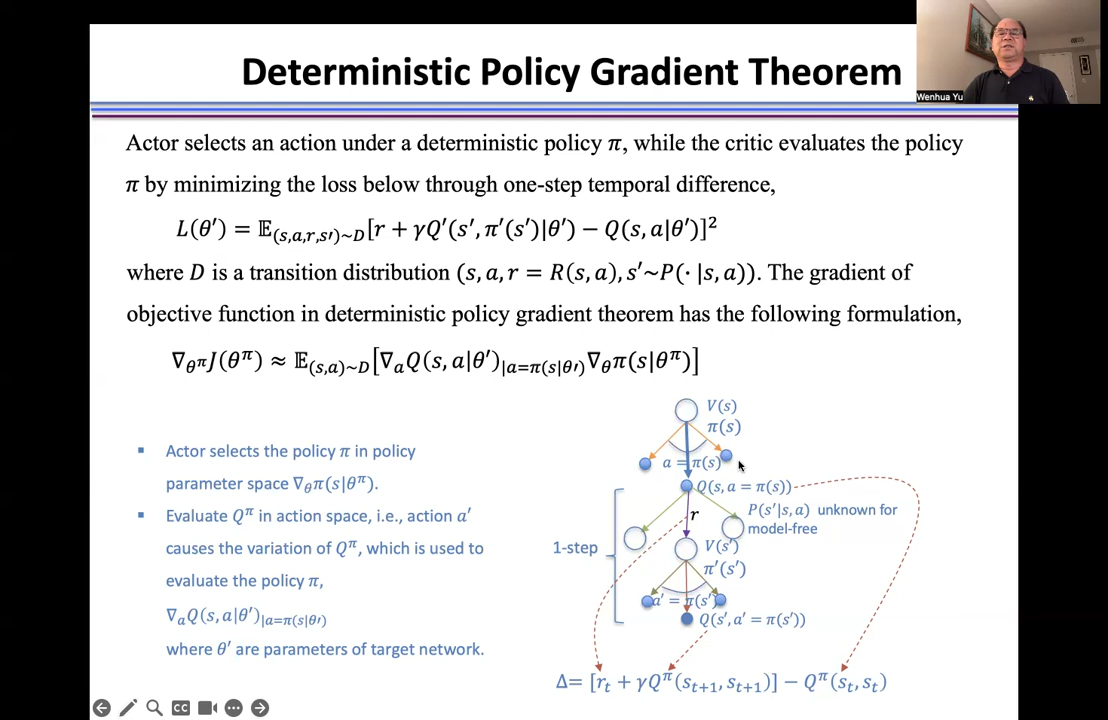 Deterministic Policy Gradient Theorem
Wenhua Yu
Actor selects an action under a deterministic policy π, while the critic evaluates the policy
π by minimizing the loss below through one-step temporal difference,
L(θ′) = 𝔼(s,a,r,s′)~D[r + γQ′(s′, π′(s′)|θ′) − Q(s, a|θ′)]²
where D is a transition distribution (s, a, r = R(s, a), s′~P(· |s, a)). The gradient of
objective function in deterministic policy gradient theorem has the following formulation,
∇θπJ(θπ) ≈ 𝔼(s,a)~D[∇aQ(s, a|θ′)|a=π(s|θ′)∇θπ(s|θπ)]
▪ Actor selects the policy π in policy
parameter space ∇θπ(s|θπ).
▪ Evaluate Qπ in action space, i.e., action a′
causes the variation of Qπ, which is used to
evaluate the policy π,
∇aQ(s, a|θ′)|a=π(s|θ′)
where θ′ are parameters of target network.
V(s)
π(s)
a = π(s)
Q(s, a = π(s))
r
P(s′|s, a) unknown for
model-free
1-step
V(s′)
π′(s′)
a′ = π(s′)
Q(s′, a′ = π(s′))
Δ= [rt + γQπ(st+1, st+1)] − Qπ(st, st)
CC